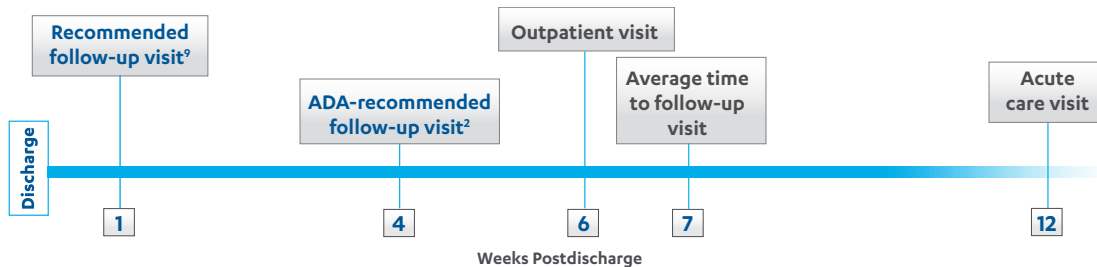 Recommended
follow-up visit⁹
Outpatient visit
ADA-recommended
follow-up visit²
Average time
to follow-up
visit
Acute
care visit
Discharge
1
4
6
7
12
Weeks Postdischarge